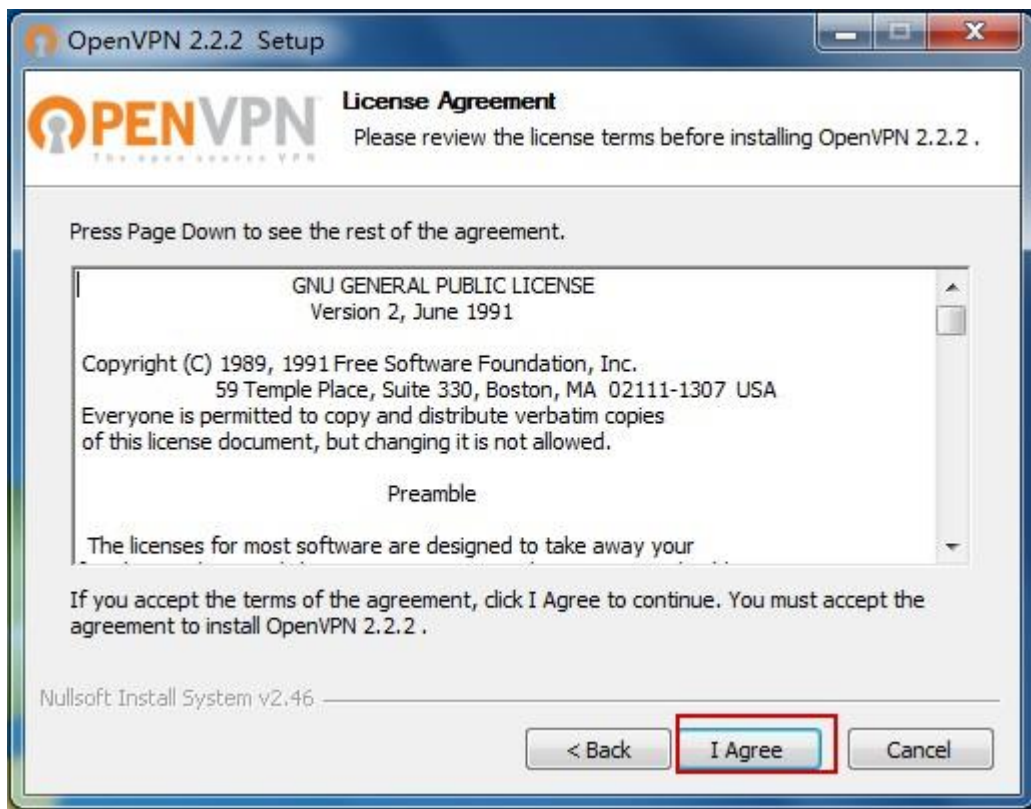 OpenVPN 2.2.2 Setup
OPENVPN
The open source VPN
License Agreement
Please review the license terms before installing OpenVPN 2.2.2 .
Press Page Down to see the rest of the agreement.
GNU GENERAL PUBLIC LICENSE
Version 2, June 1991
Copyright (C) 1989, 1991 Free Software Foundation, Inc.
59 Temple Place, Suite 330, Boston, MA 02111-1307 USA
Everyone is permitted to copy and distribute verbatim copies
of this license document, but changing it is not allowed.
Preamble
The licenses for most software are designed to take away your
If you accept the terms of the agreement, click I Agree to continue. You must accept the
agreement to install OpenVPN 2.2.2 .
Nullsoft Install System v2.46
< Back
I Agree
Cancel